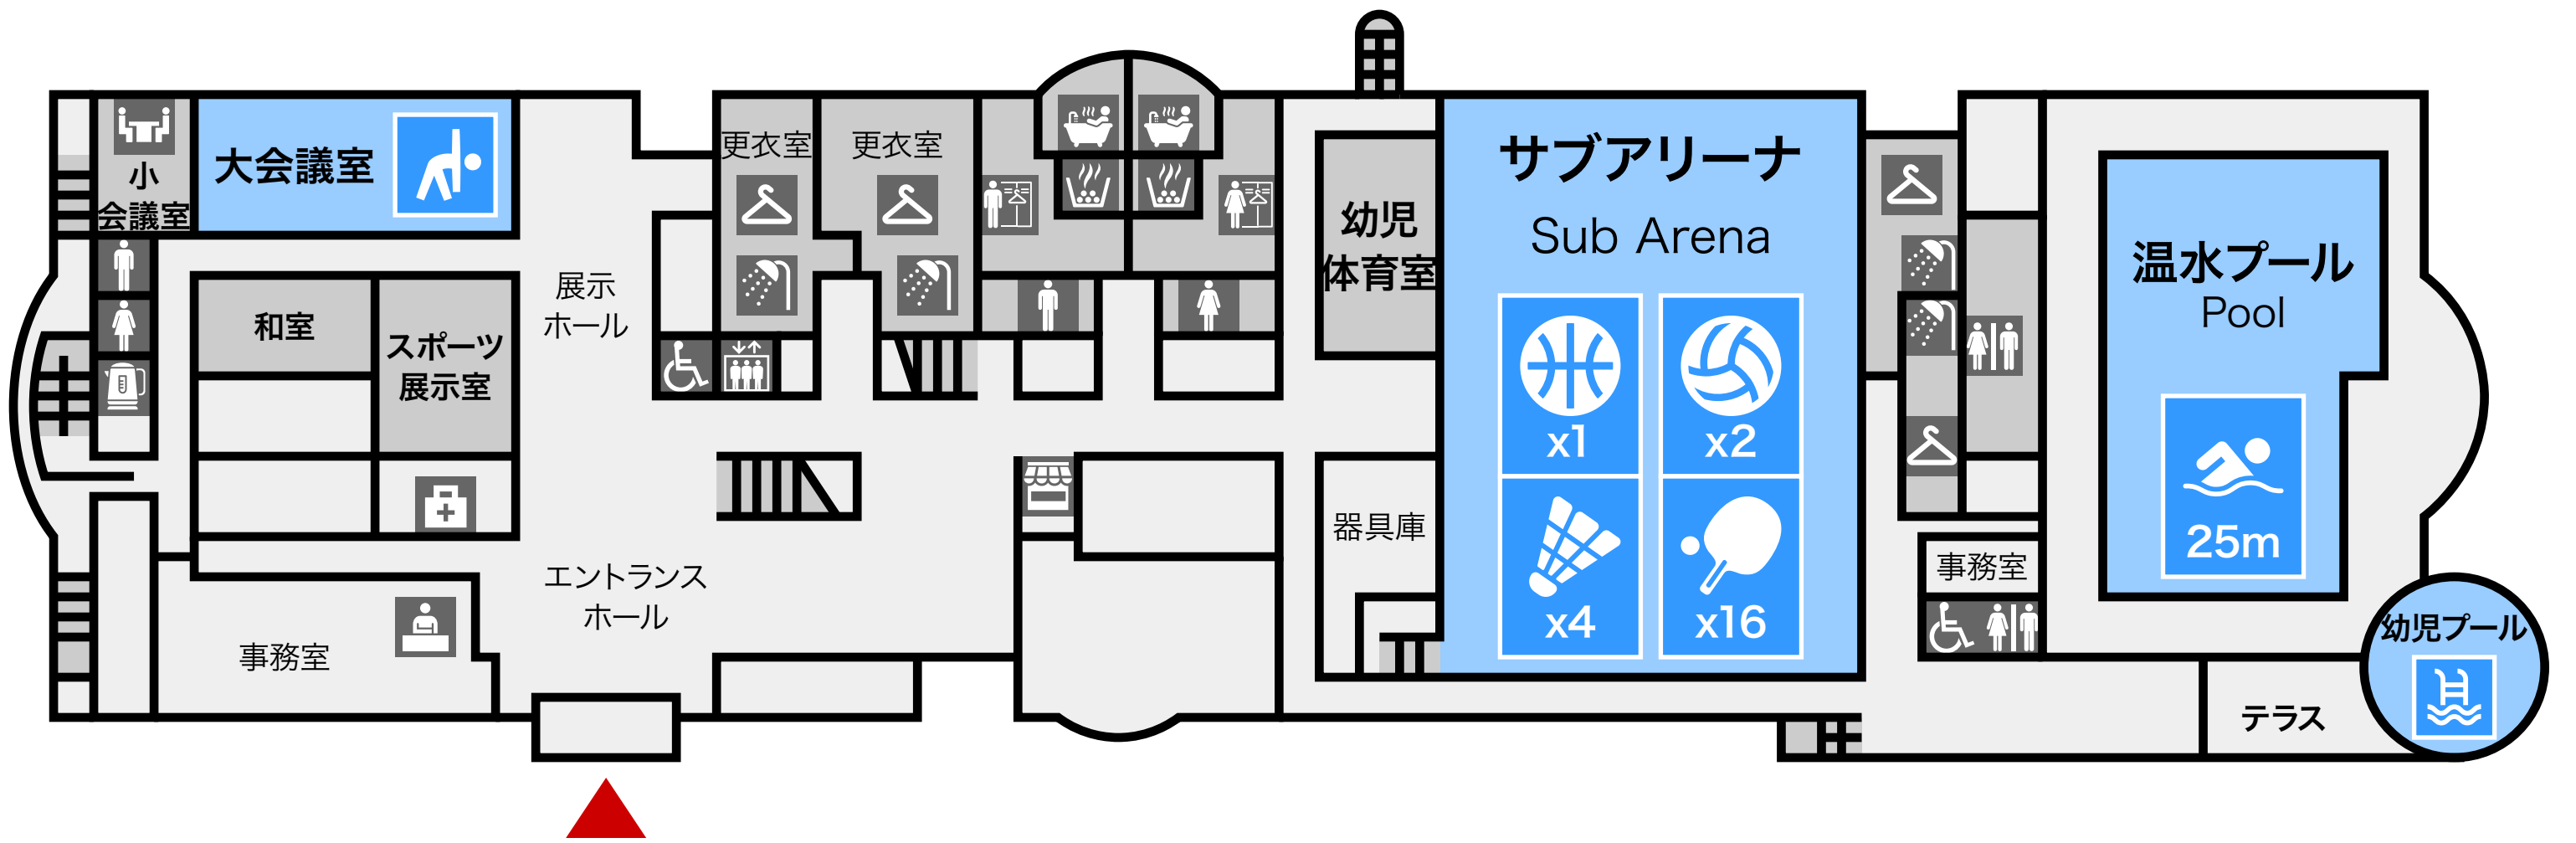 小
会議室
大会議室
和室
スポーツ
展示室
展示
ホール
更衣室
更衣室
幼児
体育室
サブアリーナ
Sub Arena
x1
x2
x4
x16
器具庫
エントランス
ホール
事務室
温水プール
Pool
25m
事務室
幼児プール
テラス